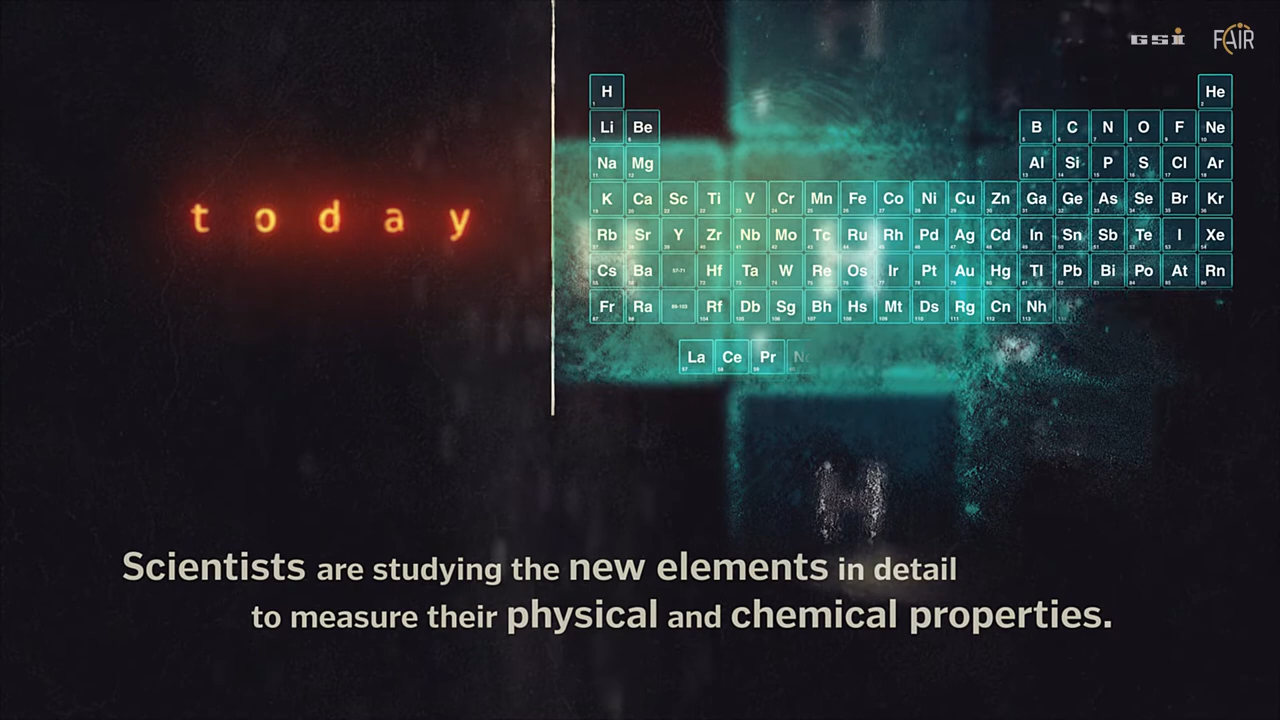 GSI FAIR
today
H He
Li Be B C N O F Ne
Na Mg Al Si P S Cl Ar
K Ca Sc Ti V Cr Mn Fe Co Ni Cu Zn Ga Ge As Se Br Kr
Rb Sr Y Zr Nb Mo Tc Ru Rh Pd Ag Cd In Sn Sb Te I Xe
Cs Ba 57-71 Hf Ta W Re Os Ir Pt Au Hg Tl Pb Bi Po At Rn
Fr Ra 89-103 Rf Db Sg Bh Hs Mt Ds Rg Cn Nh
La Ce Pr
H
Scientists are studying the new elements in detail
to measure their physical and chemical properties.